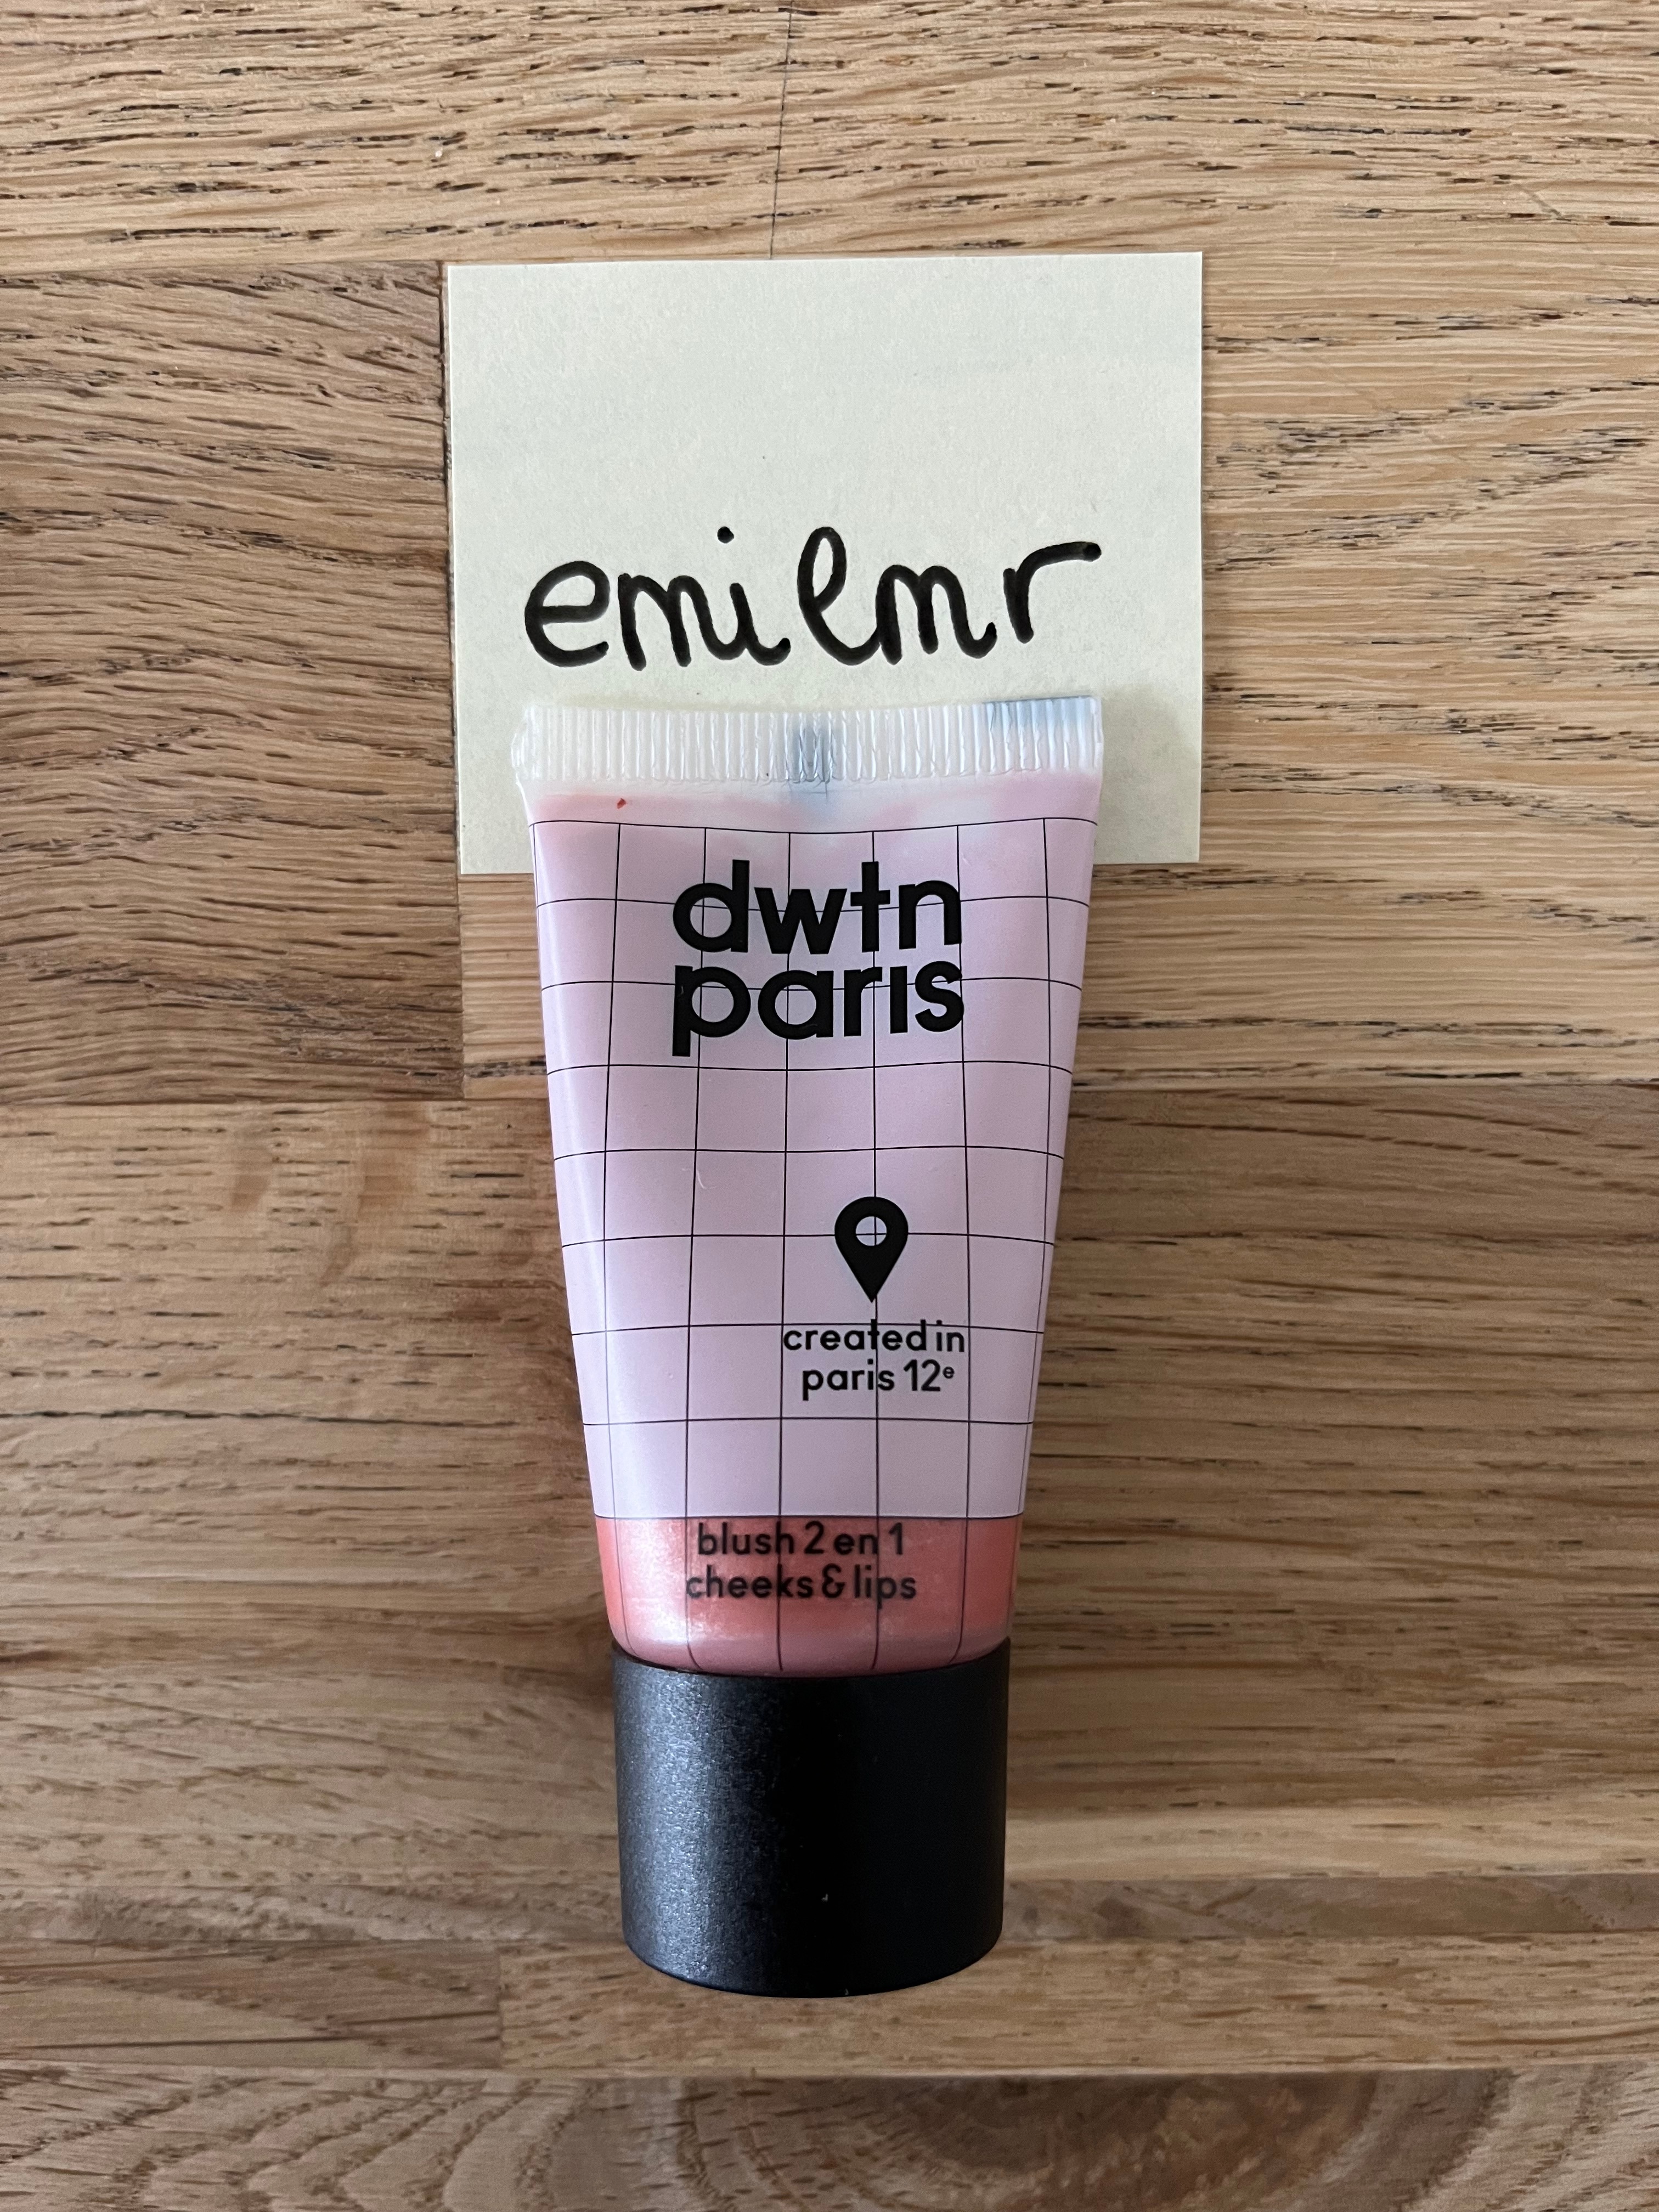 emilmr
dwtn
paris
created in
paris 12ᵉ
blush 2 en 1
cheeks & lips